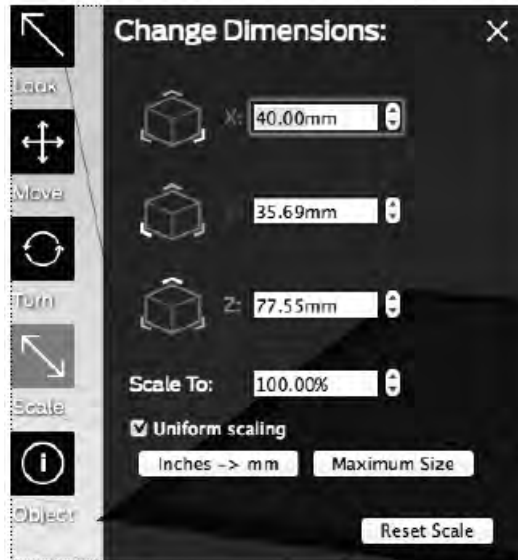 Change Dimensions:
Look
X: 40.00mm
Move
35.69mm
Turn
Z: 77.55mm
Scale To: 100.00%
Scale
Uniform scaling
Inches -> mm Maximum Size
Object
Reset Scale